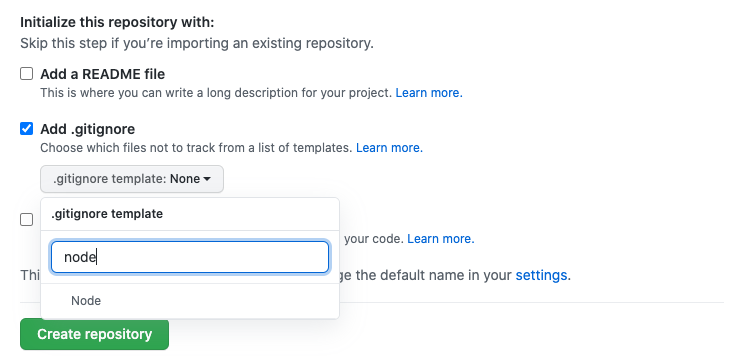 Initialize this repository with:
Skip this step if you're importing an existing repository.
Add a README file
This is where you can write a long description for your project. Learn more.
Add .gitignore
Choose which files not to track from a list of templates. Learn more.
.gitignore template: None
.gitignore template
your code. Learn more.
node
Thi
ge the default name in your settings.
Node
Create repository